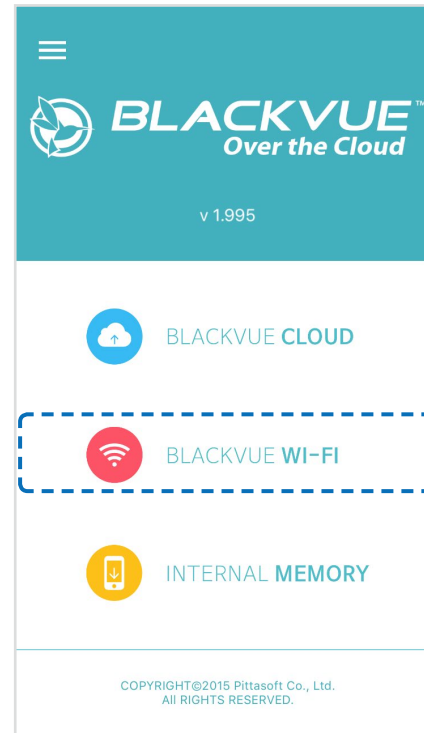 BLACKVUE™
Over the Cloud
v 1.995
BLACKVUE CLOUD
BLACKVUE WI-FI
INTERNAL MEMORY
COPYRIGHT©2015 Pittasoft Co., Ltd.
All RIGHTS RESERVED.